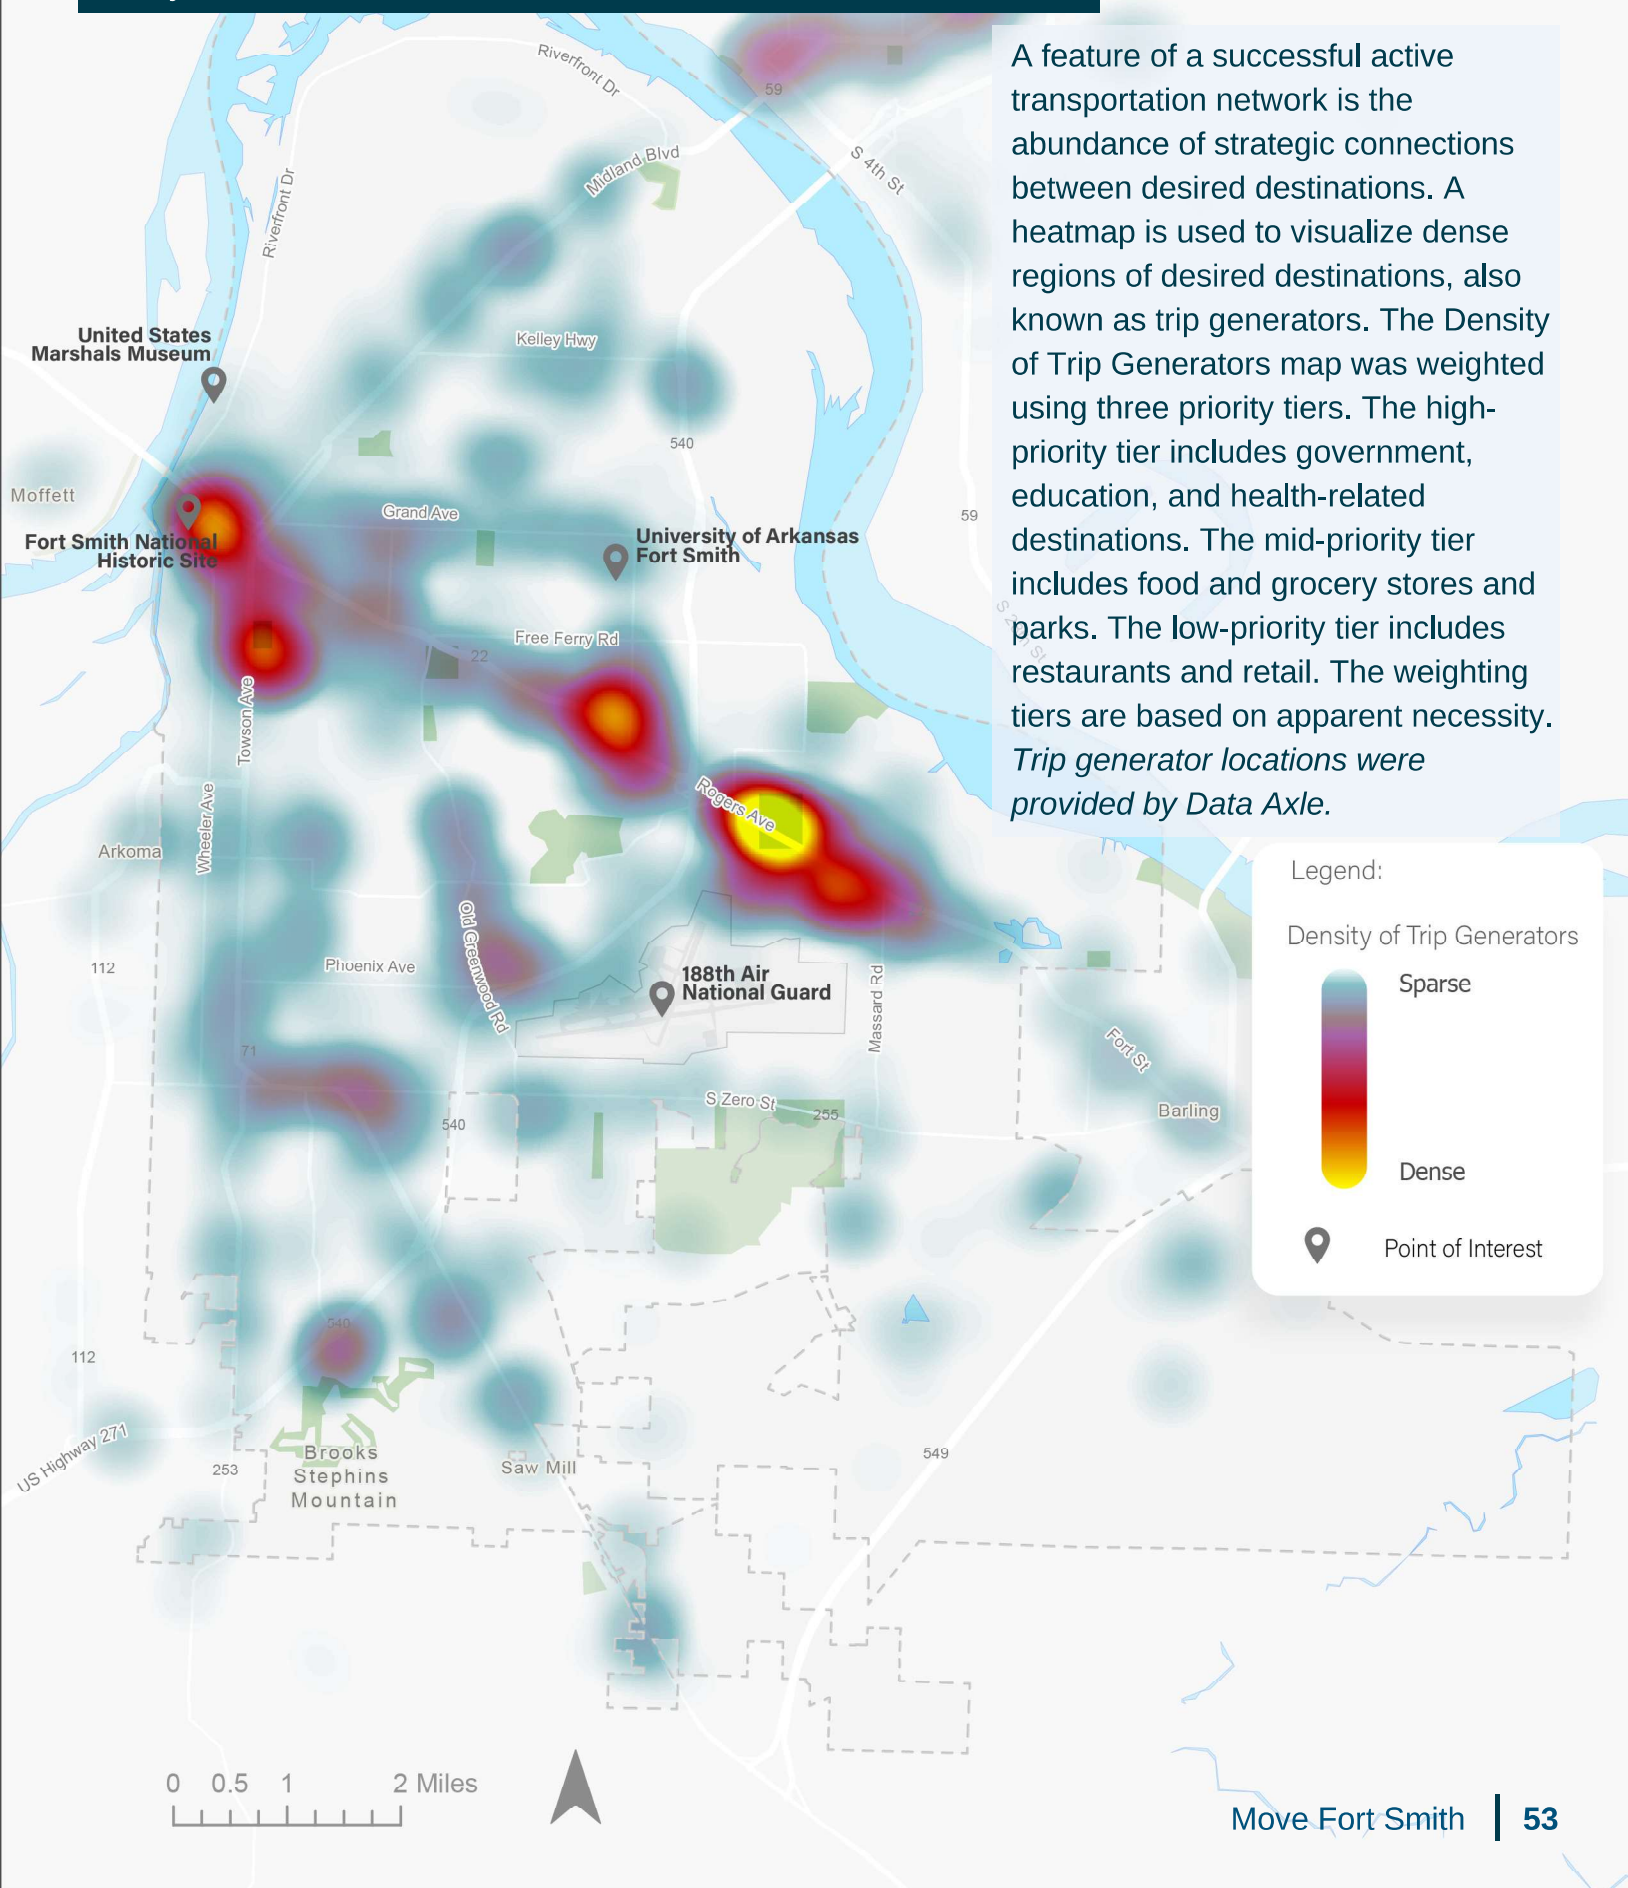 A feature of a successful active
transportation network is the
abundance of strategic connections
between desired destinations. A
heatmap is used to visualize dense
regions of desired destinations, also
known as trip generators. The Density
of Trip Generators map was weighted
using three priority tiers. The high-
priority tier includes government,
education, and health-related
destinations. The mid-priority tier
includes food and grocery stores and
parks. The low-priority tier includes
restaurants and retail. The weighting
tiers are based on apparent necessity.
Trip generator locations were
provided by Data Axle.
Riverfront Dr
59
Midland Blvd
S 4th St
Riverfront Dr
United States
Marshals Museum
Kelley Hwy
540
Moffett
Grand Ave
59
Fort Smith National
Historic Site
University of Arkansas
Fort Smith
Free Ferry Rd
22
Towson Ave
Rogers Ave
Wheeler Ave
Arkoma
Old Greenwood Rd
112
Phoenix Ave
188th Air
National Guard
Massard Rd
71
Fort St
S Zero St
255
540
Barling
Legend:
Density of Trip Generators
Sparse
Dense
Point of Interest
540
112
US Highway 271
253
Brooks
Stephins
Mountain
Saw Mill
549
0 0.5 1 2 Miles
Move Fort Smith | 53